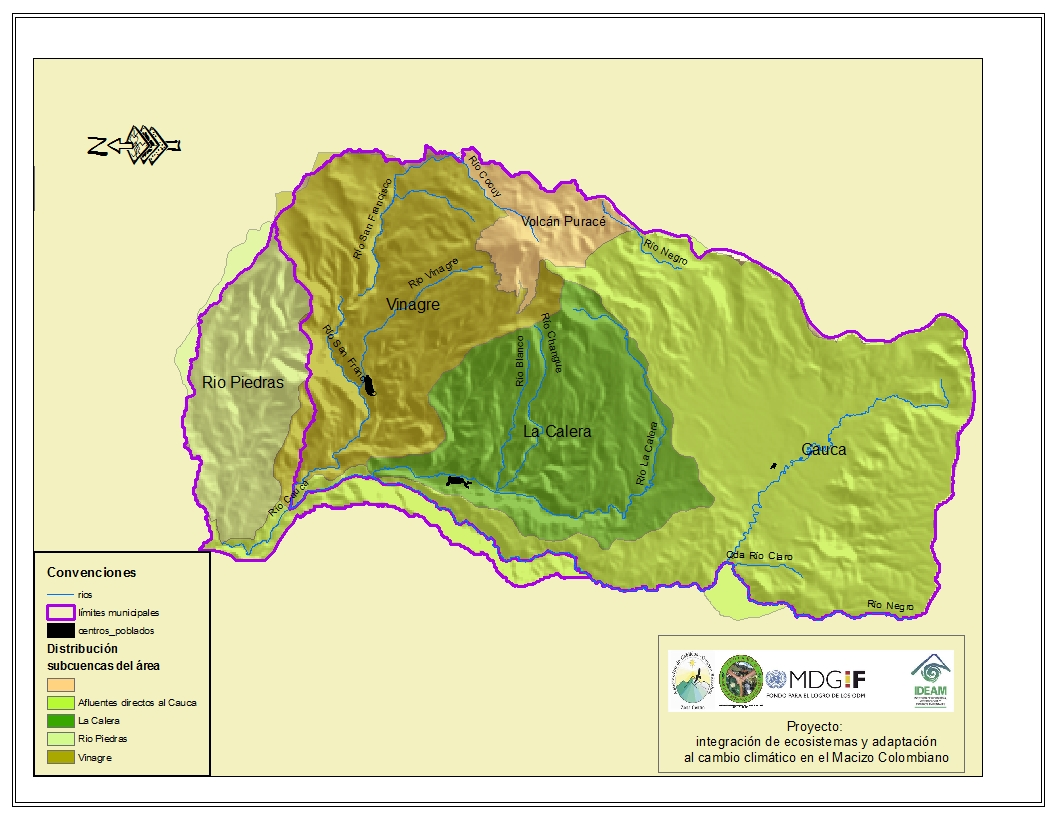 N
Río Cocuy
Río San Francisco
Volcán Puracé
Río Negro
Río Vinagre
Vinagre
Río Piedras
Río San Franc
Río Blanco
Río Changue
La Calera
Río La Calera
Cauca
Río Cauca
Qda Río Claro
Río Negro
Convenciones
rios
límites municipales
centros_poblados
Distribución
subcuencas del área
Afluentes directos al Cauca
La Calera
Rio Piedras
Vinagre
MDGIF
FONDO PARA EL LOGRO DE LOS ODM
IDEAM
Proyecto:
integración de ecosistemas y adaptación
al cambio climático en el Macizo Colombiano